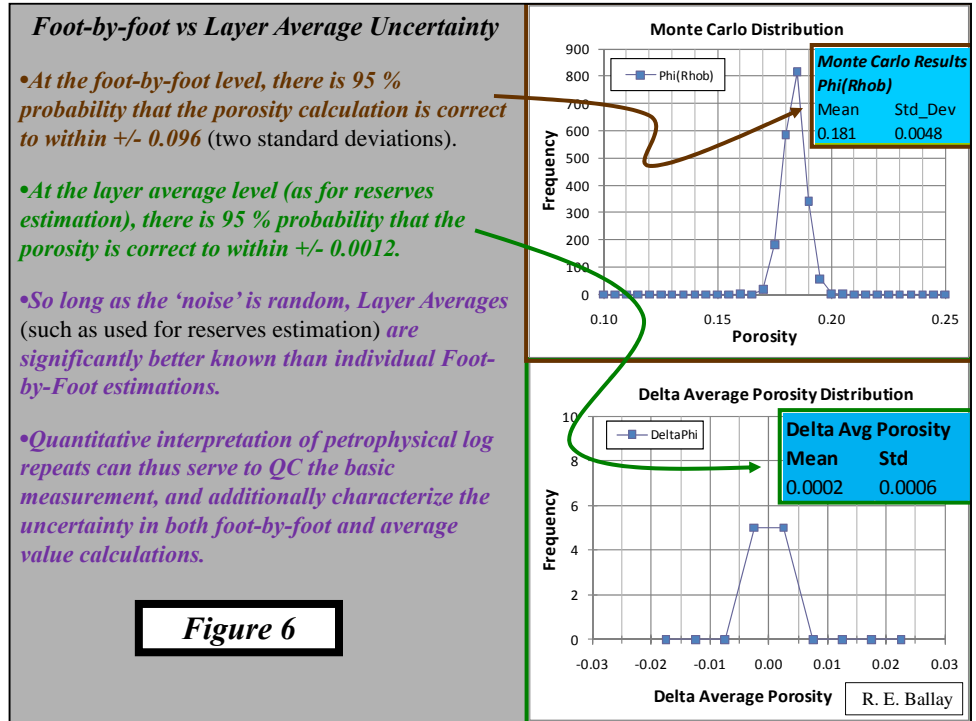 Foot-by-foot vs Layer Average Uncertainty
•At the foot-by-foot level, there is 95 %
probability that the porosity calculation is correct
to within +/- 0.096 (two standard deviations).
•At the layer average level (as for reserves
estimation), there is 95 % probability that the
porosity is correct to within +/- 0.0012.
•So long as the 'noise' is random, Layer Averages
(such as used for reserves estimation) are
significantly better known than individual Foot-
by-Foot estimations.
•Quantitative interpretation of petrophysical log
repeats can thus serve to QC the basic
measurement, and additionally characterize the
uncertainty in both foot-by-foot and average
value calculations.
Figure 6
Monte Carlo Distribution
900
800
700
600
500
400
300
200
100
0
Frequency
Phi(Rhob)
Monte Carlo Results
Phi(Rhob)
Mean Std_Dev
0.181 0.0048
0.10 0.15 0.20 0.25
Porosity
Delta Average Porosity Distribution
10
8
6
4
2
0
Frequency
DeltaPhi
Delta Avg Porosity
Mean Std
0.0002 0.0006
-0.03 -0.02 -0.01 0.00 0.01 0.02 0.03
Delta Average Porosity
R. E. Ballay